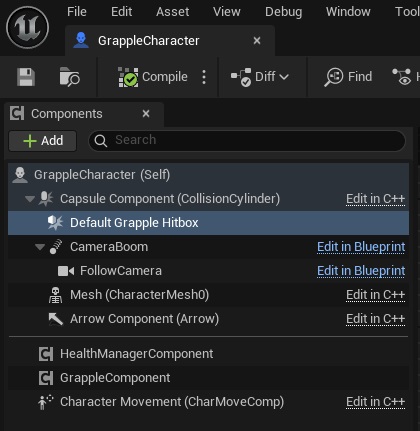 File Edit Asset View Debug Window
GrappleCharacter
Compile Diff Find
Components
Add Search
GrappleCharacter (Self)
Capsule Component (CollisionCylinder) Edit in C++
Default Grapple Hitbox
CameraBoom Edit in Blueprint
FollowCamera Edit in Blueprint
Mesh (CharacterMesh0) Edit in C++
Arrow Component (Arrow) Edit in C++
HealthManagerComponent
GrappleComponent
Character Movement (CharMoveComp) Edit in C++